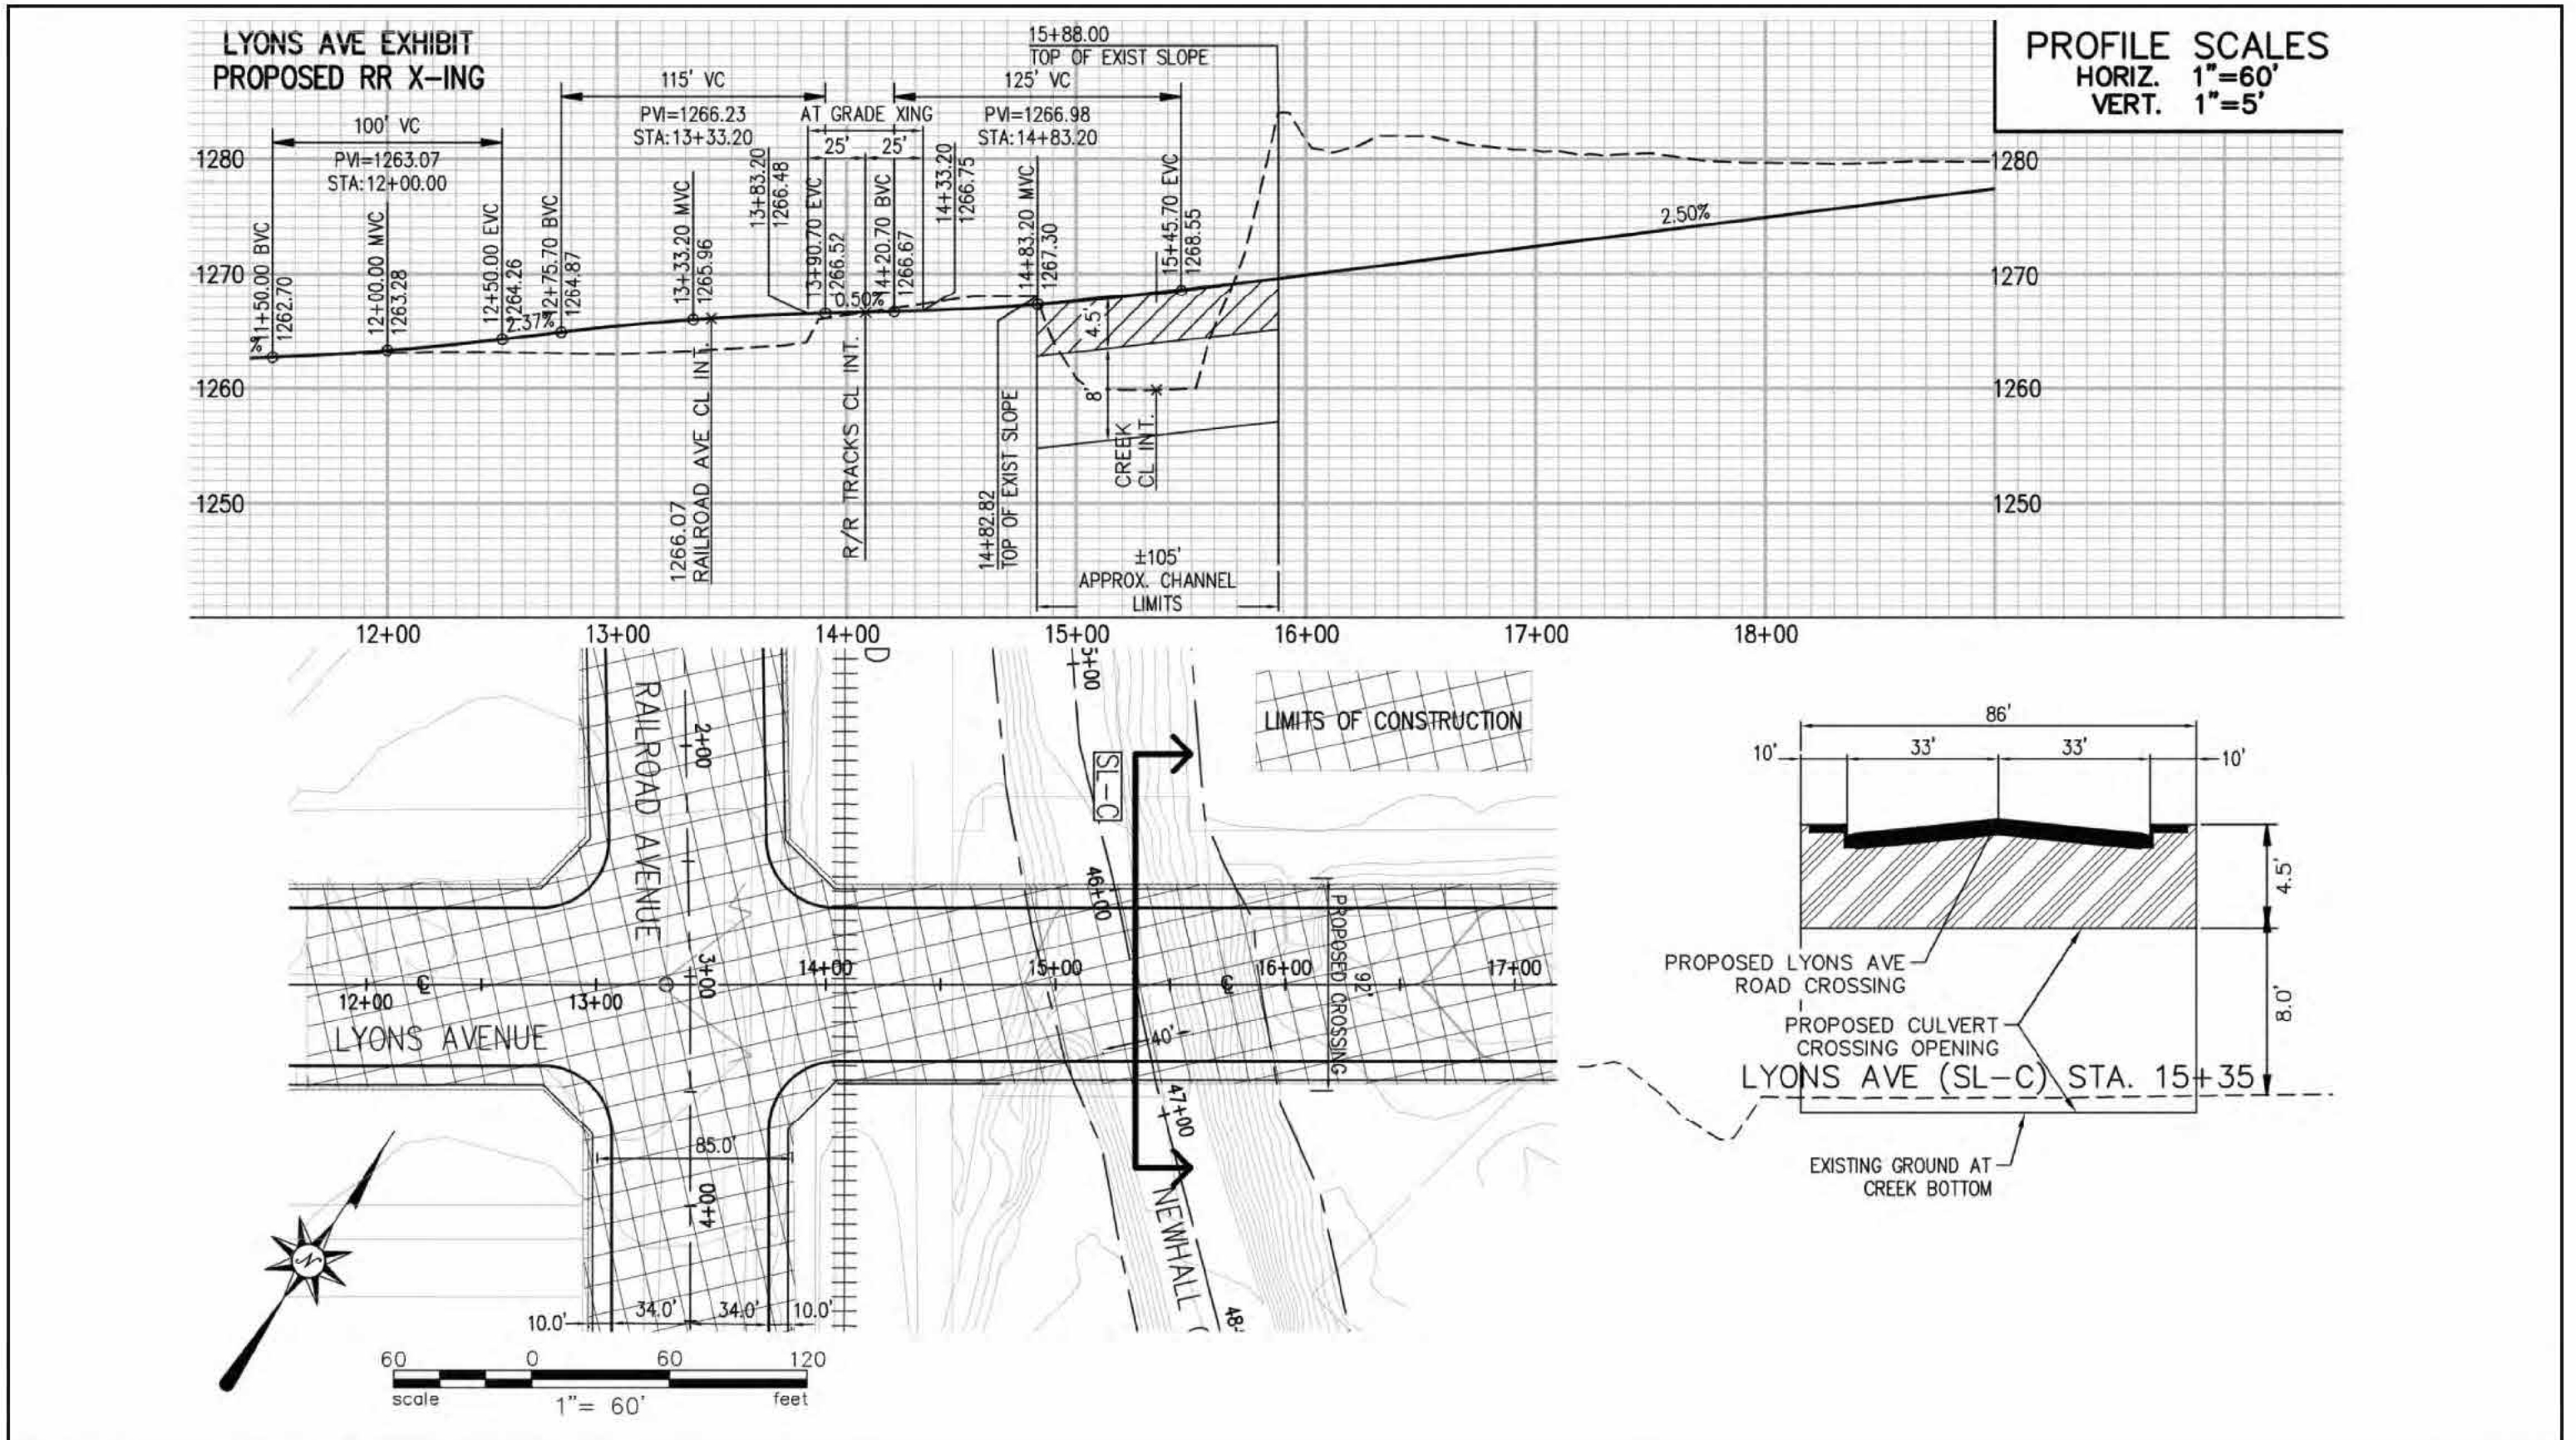 LYONS AVE EXHIBIT
PROPOSED RR X-ING
15+88.00
TOP OF EXIST SLOPE
PROFILE SCALES
HORIZ. 1"=60'
VERT. 1"=5'
100' VC
PVI=1263.07
STA:12+00.00
115' VC
PVI=1266.23
STA:13+33.20
AT GRADE XING
25' 25'
125' VC
PVI=1266.98
STA:14+83.20
1280
1270
1260
1250
1280
1270
1260
1250
%
11+50.00 BVC
1262.70
12+00.00 MVC
1263.28
12+50.00 EVC
1264.26
2.37%
12+75.70 BVC
1264.87
13+33.20 MVC
1265.96
13+83.20
1266.48
13+90.70 EVC
1266.52
0.50%
14+20.70 BVC
1266.67
14+33.20
1266.75
14+83.20 MVC
1267.30
15+45.70 EVC
1268.55
2.50%
4.5'
8'
1266.07
RAILROAD AVE CL INT.
R/R TRACKS CL INT.
14+82.82
TOP OF EXIST SLOPE
CREEK
CL INT.
±105'
APPROX. CHANNEL
LIMITS
12+00 13+00 14+00 15+00 16+00 17+00 18+00
D
5+00
RAILROAD AVENUE
2+00
SL-C
LIMITS OF CONSTRUCTION
46+00
3+00
12+00 13+00 14+00 15+00 16+00 17+00
PROPOSED CROSSING
92'
LYONS AVENUE
40'
47+00
85.0'
4+00
NEWHALL
48+
10.0' 34.0' 34.0' 10.0'
N
60 0 60 120
scale 1"= 60' feet
86'
10' 33' 33' 10'
4.5'
8.0'
PROPOSED LYONS AVE
ROAD CROSSING
PROPOSED CULVERT
CROSSING OPENING
LYONS AVE (SL-C) STA. 15+35
EXISTING GROUND AT
CREEK BOTTOM